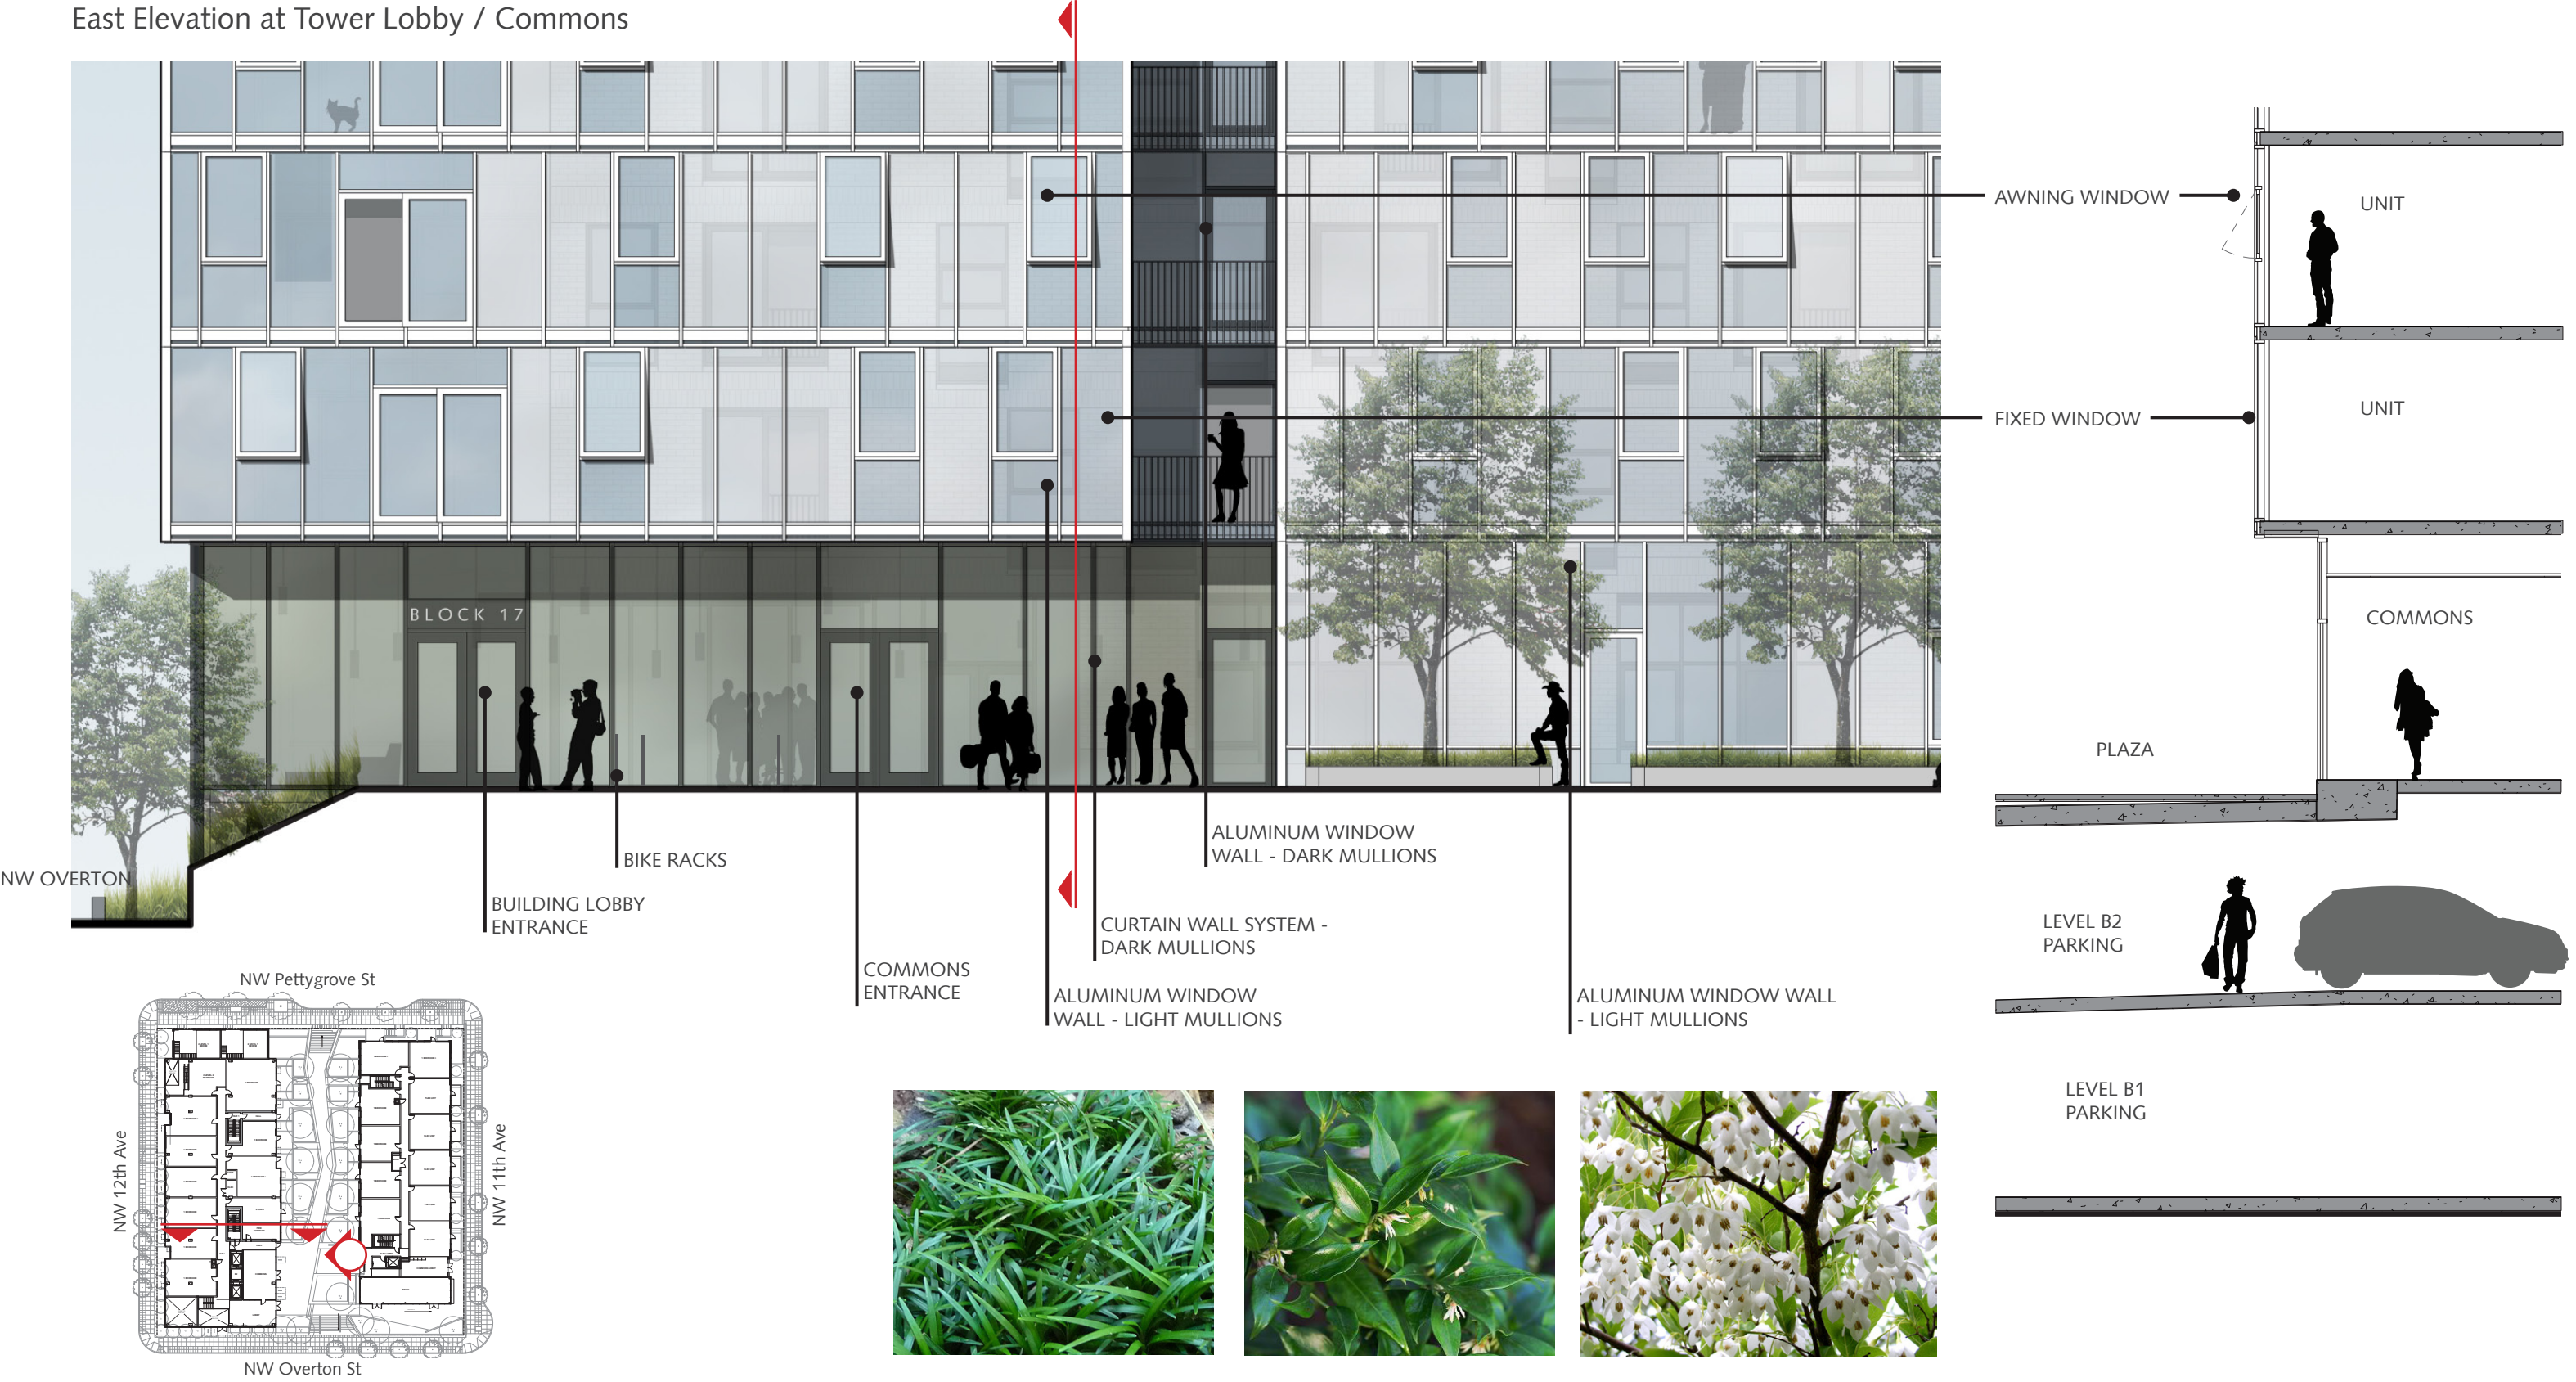 East Elevation at Tower Lobby / Commons
AWNING WINDOW
UNIT
FIXED WINDOW
UNIT
BLOCK 17
COMMONS
PLAZA
NW OVERTON
BIKE RACKS
BUILDING LOBBY
ENTRANCE
COMMONS
ENTRANCE
ALUMINUM WINDOW
WALL - LIGHT MULLIONS
CURTAIN WALL SYSTEM -
DARK MULLIONS
ALUMINUM WINDOW
WALL - DARK MULLIONS
ALUMINUM WINDOW WALL
- LIGHT MULLIONS
LEVEL B2
PARKING
LEVEL B1
PARKING
NW Pettygrove St
NW 12th Ave
NW 11th Ave
NW Overton St